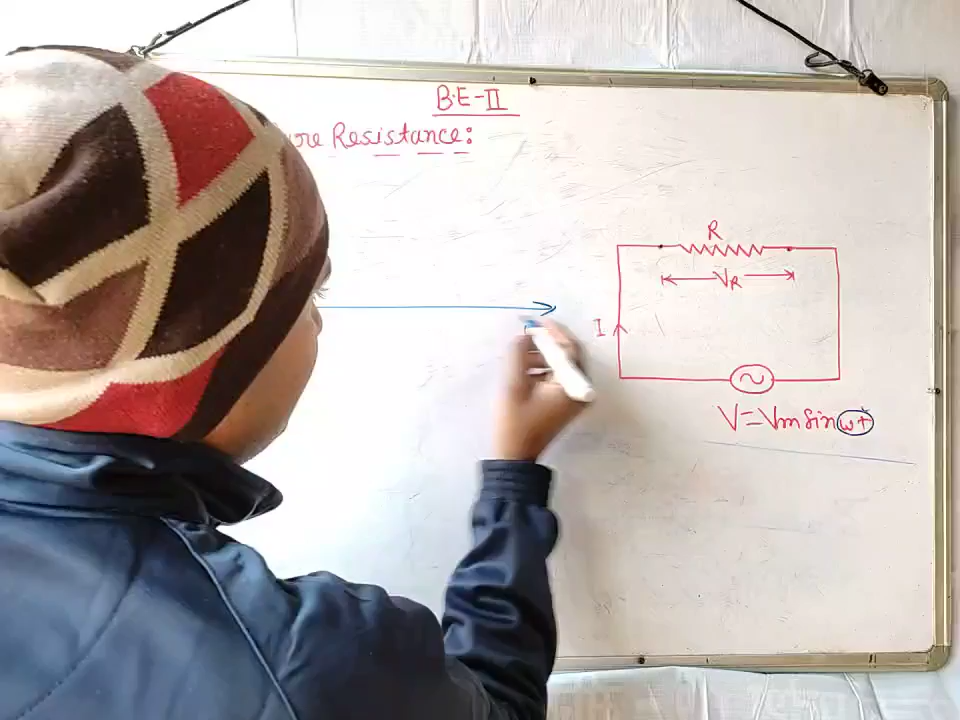 B.E-II
Resistance:
R
VR
I
V=Vm sin ωt